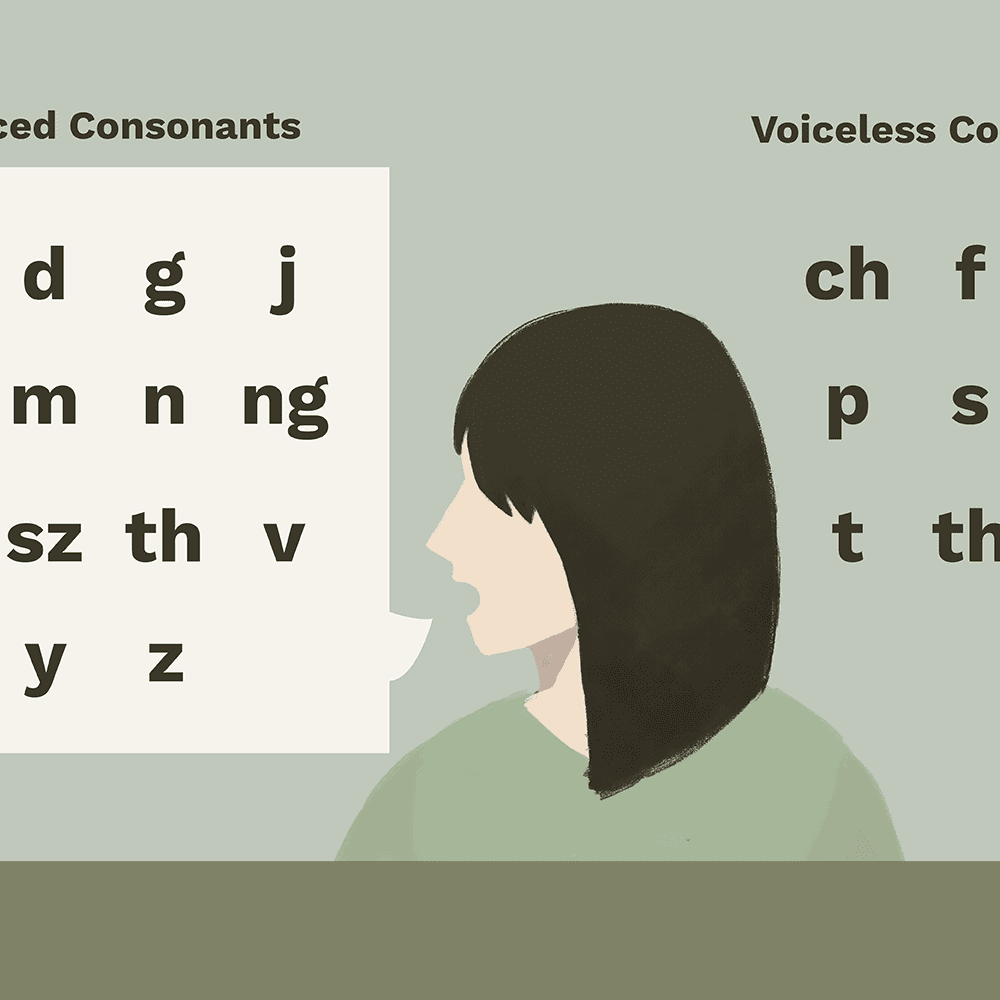 ced Consonants
d g j
m n ng
sz th v
y z
Voiceless Co
ch f
p s
t th